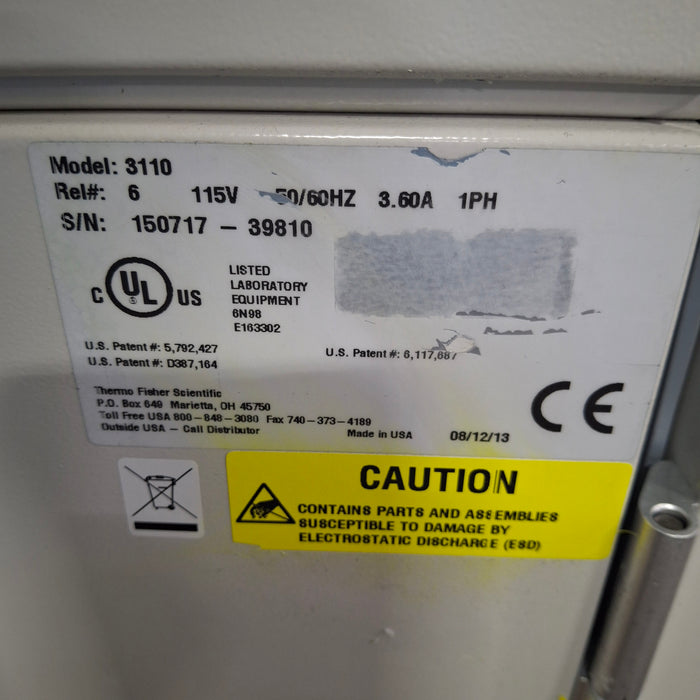 Model: 3110
Rel#: 6 115V 50/60HZ 3.60A 1PH
S/N: 150717 - 39810
C UL US
LISTED
LABORATORY
EQUIPMENT
6N98
E163302
U.S. Patent #: 5,792,427
U.S. Patent #: D387,164
U.S. Patent #: 6,117,687
Thermo Fisher Scientific
P.O. Box 649 Marietta, OH 45750
Toll Free USA 800-848-3080 Fax 740-373-4189
Outside USA - Call Distributor
Made in USA
08/12/13
CE
CAUTION
CONTAINS PARTS AND ASSEMBLIES
SUSCEPTIBLE TO DAMAGE BY
ELECTROSTATIC DISCHARGE (ESD)